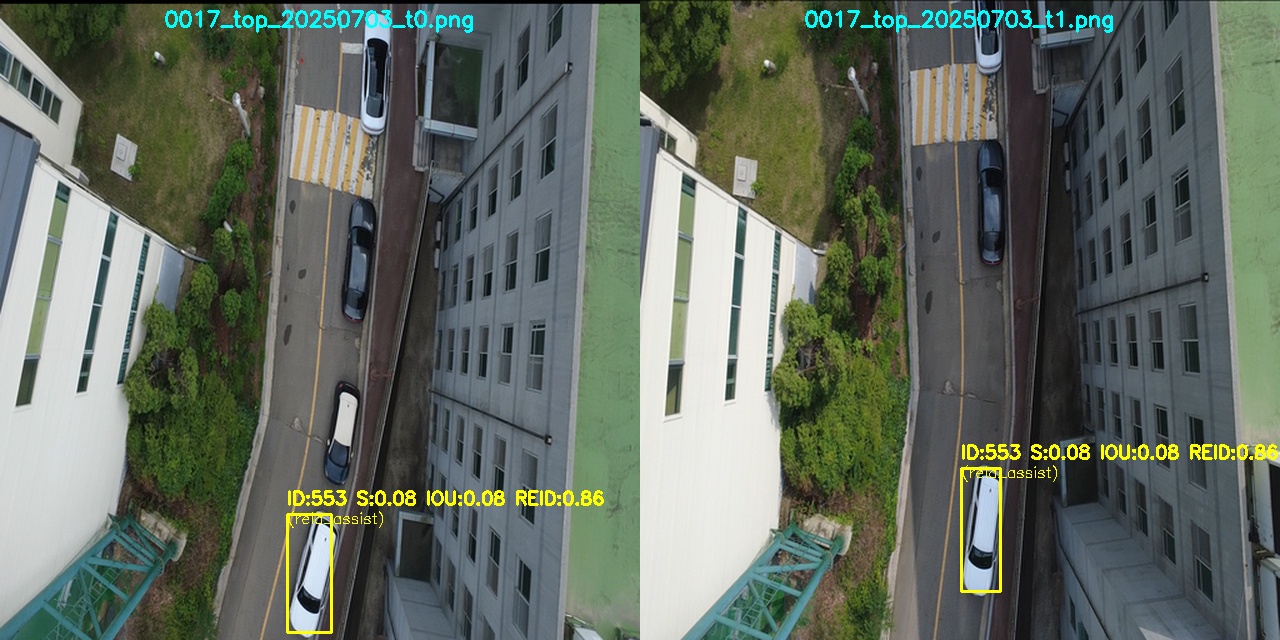 0017_top_20250703_t0.png
0017_top_20250703_t1.png
ID:553 S:0.08 IOU:0.08 REID:0.86
(reid_assist)
ID:553 S:0.08 IOU:0.08 REID:0.86
(reid_assist)